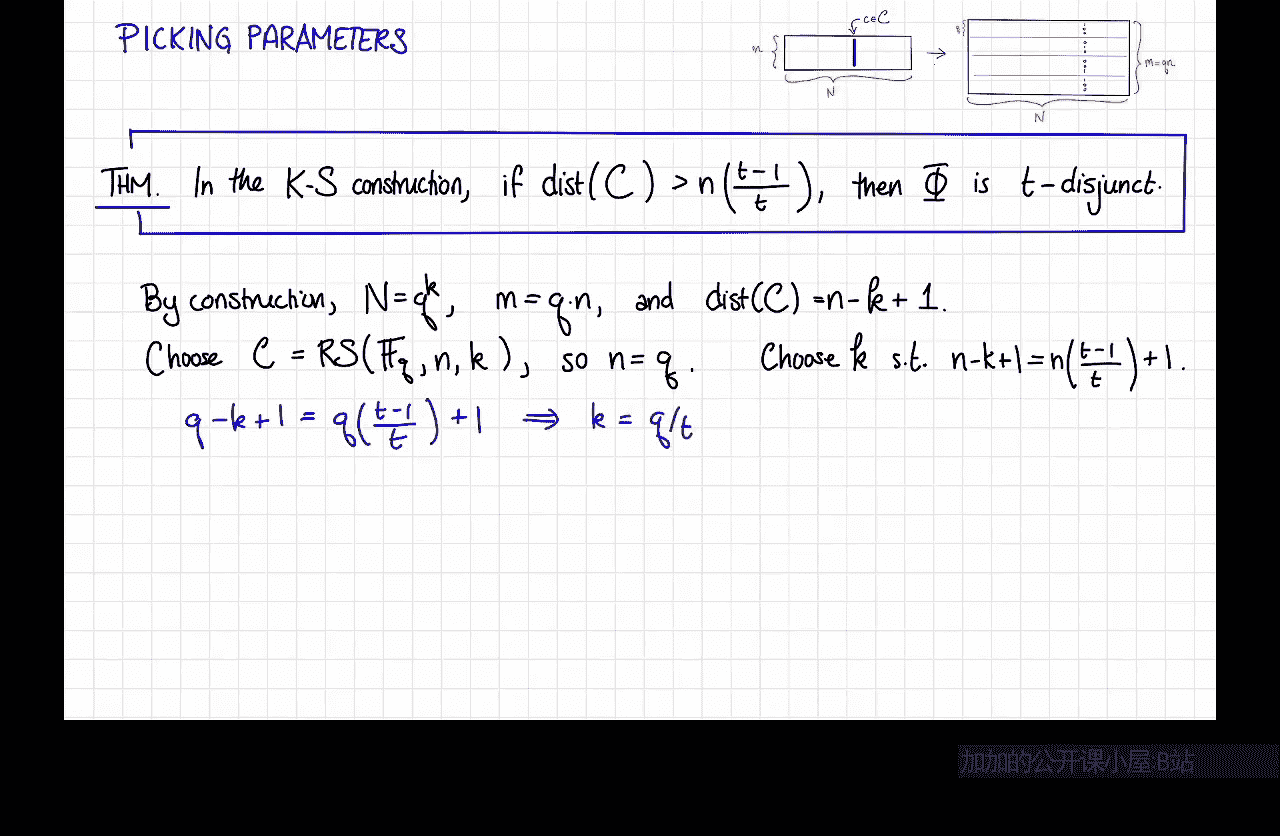 PICKING PARAMETERS
c∈C
n
N
q
m=qn
N
THM. In the K-S construction, if dist(C) > n(t-1/t), then Φ is t-disjunct.
By construction, N=q^k, m=q·n, and dist(C)=n-k+1.
Choose C = RS(𝔽_q, n, k), so n=q. Choose k s.t. n-k+1=n(t-1/t)+1.
q-k+1 = q(t-1/t)+1 ⟹ k = q/t
加加的公开课小屋 B站